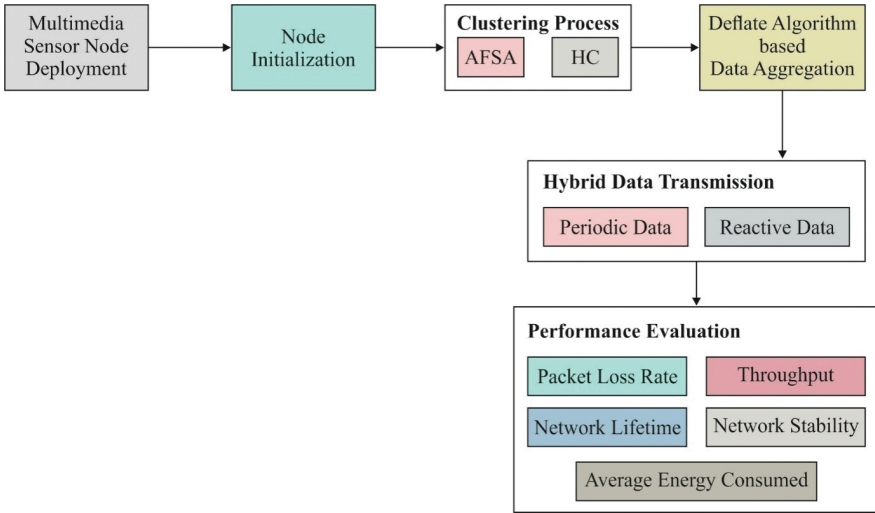 Multimedia
Sensor Node
Deployment
Node
Initialization
Clustering Process
AFSA
HC
Deflate Algorithm
based
Data Aggregation
Hybrid Data Transmission
Periodic Data
Reactive Data
Performance Evaluation
Packet Loss Rate
Throughput
Network Lifetime
Network Stability
Average Energy Consumed